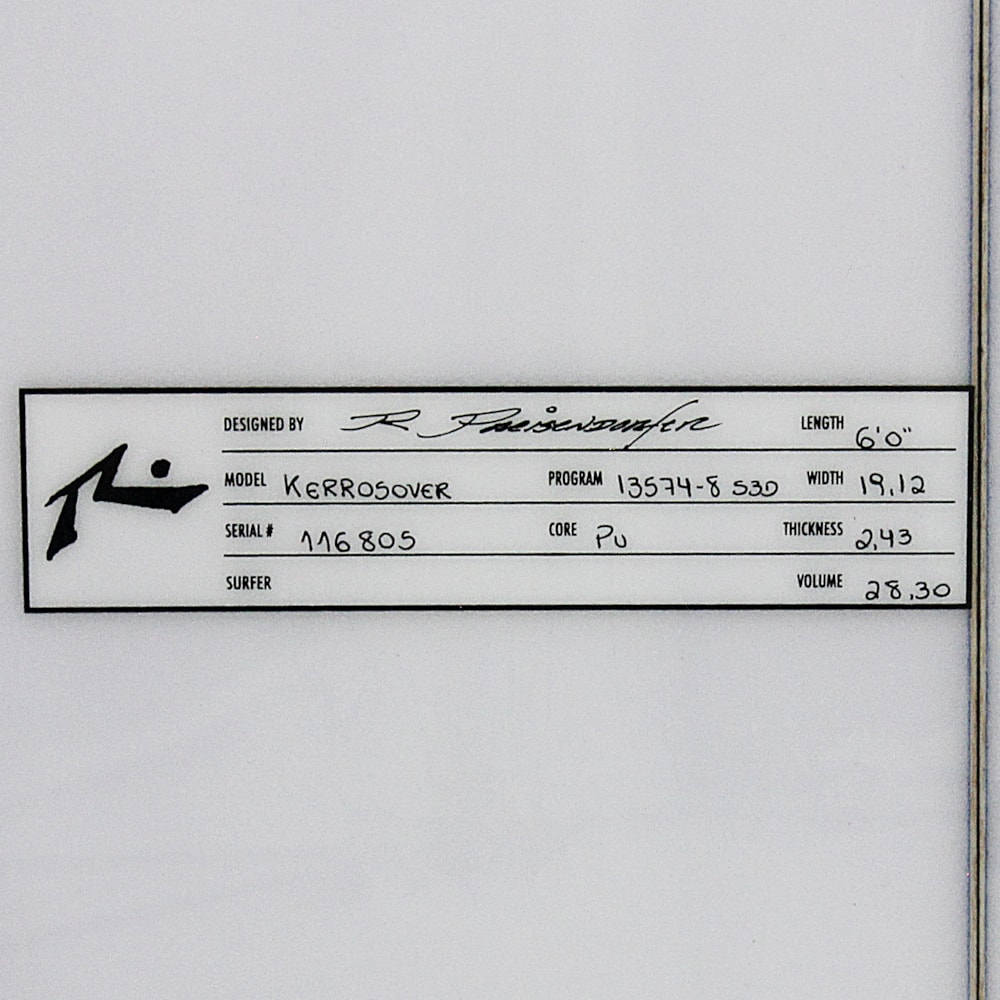 DESIGNED BY R Preisendorfer LENGTH 6'0"
MODEL KERROSOVER PROGRAM 13574-8 S3D WIDTH 19,12
SERIAL # 116805 CORE PU THICKNESS 2,43
SURFER VOLUME 28,30